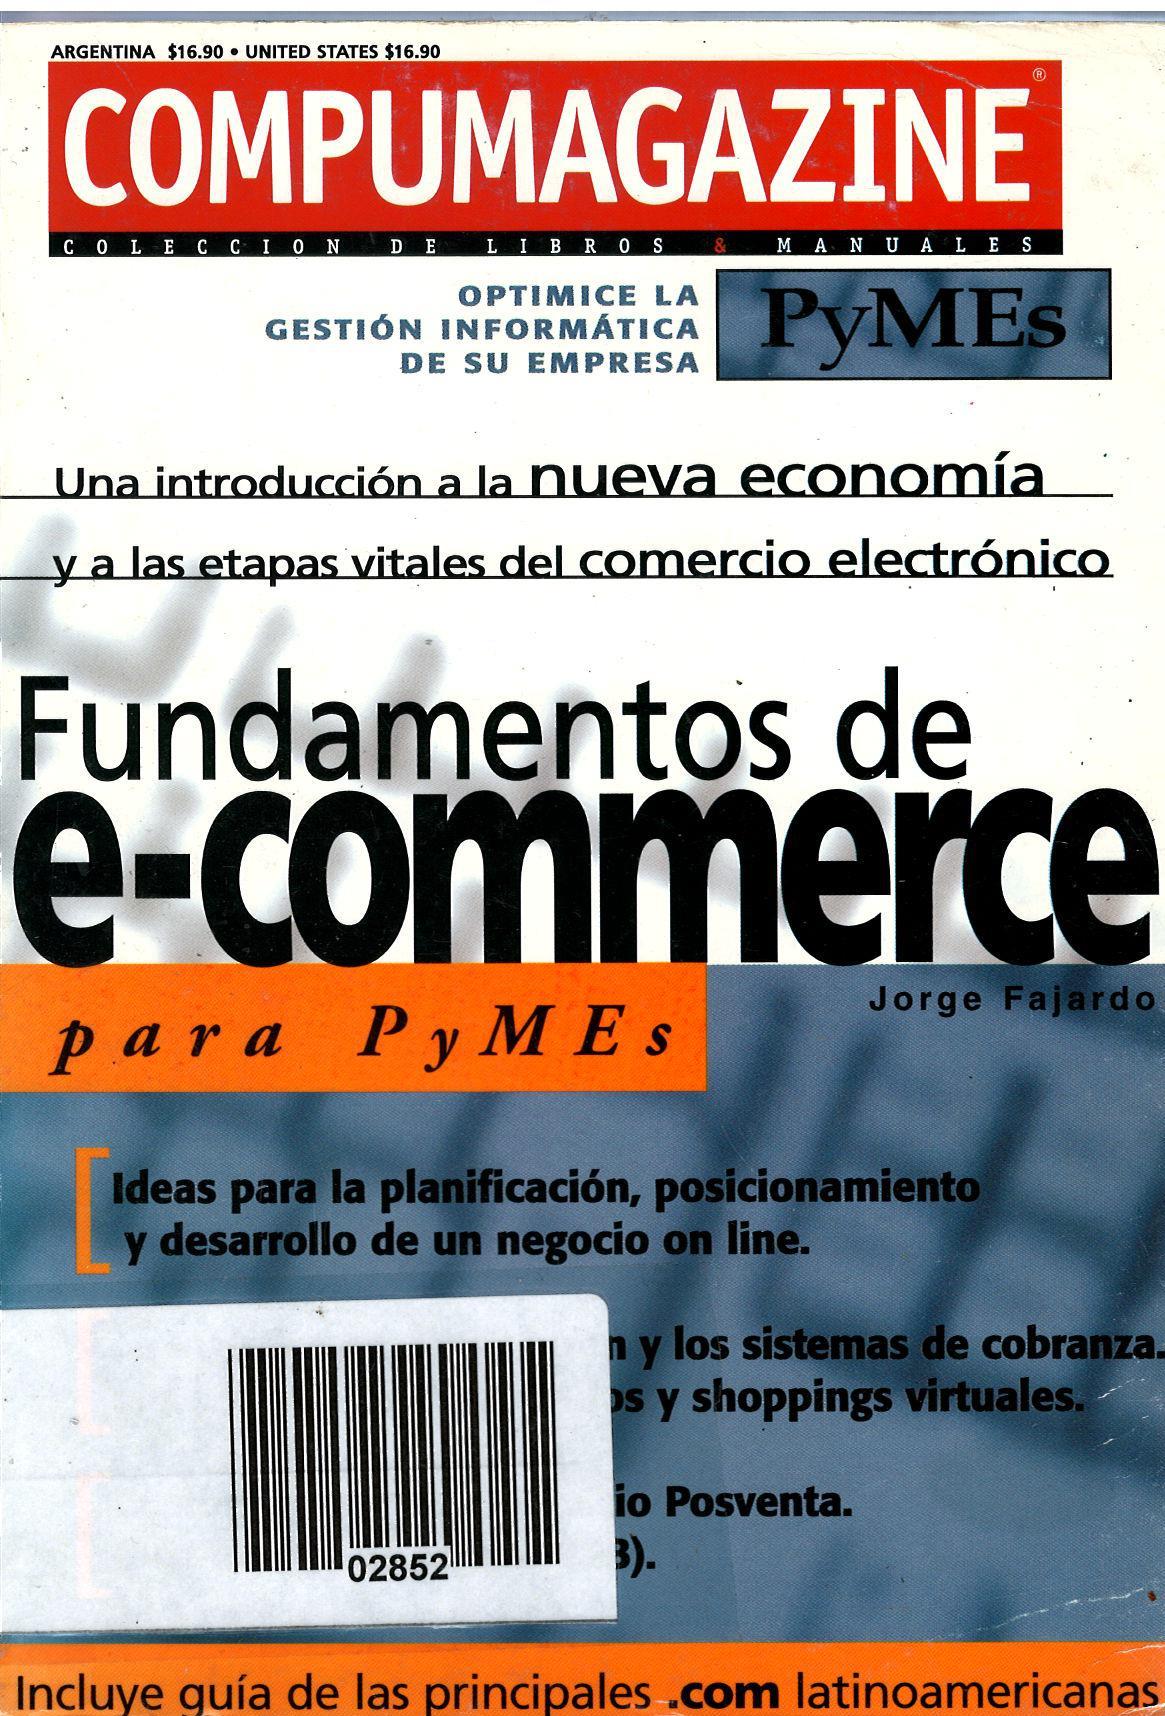 ARGENTINA $16.90 • UNITED STATES $16.90
COMPUMAGAZINE®
COLECCION DE LIBROS & MANUALES
OPTIMICE LA
GESTIÓN INFORMÁTICA
DE SU EMPRESA
PyMEs
Una introducción a la nueva economía
y a las etapas vitales del comercio electrónico
Fundamentos de
e-commerce
Jorge Fajardo
para PyMEs
Ideas para la planificación, posicionamiento
y desarrollo de un negocio on line.
y los sistemas de cobranza.
y shoppings virtuales.
Posventa.
02852
Incluye guía de las principales .com latinoamericanas